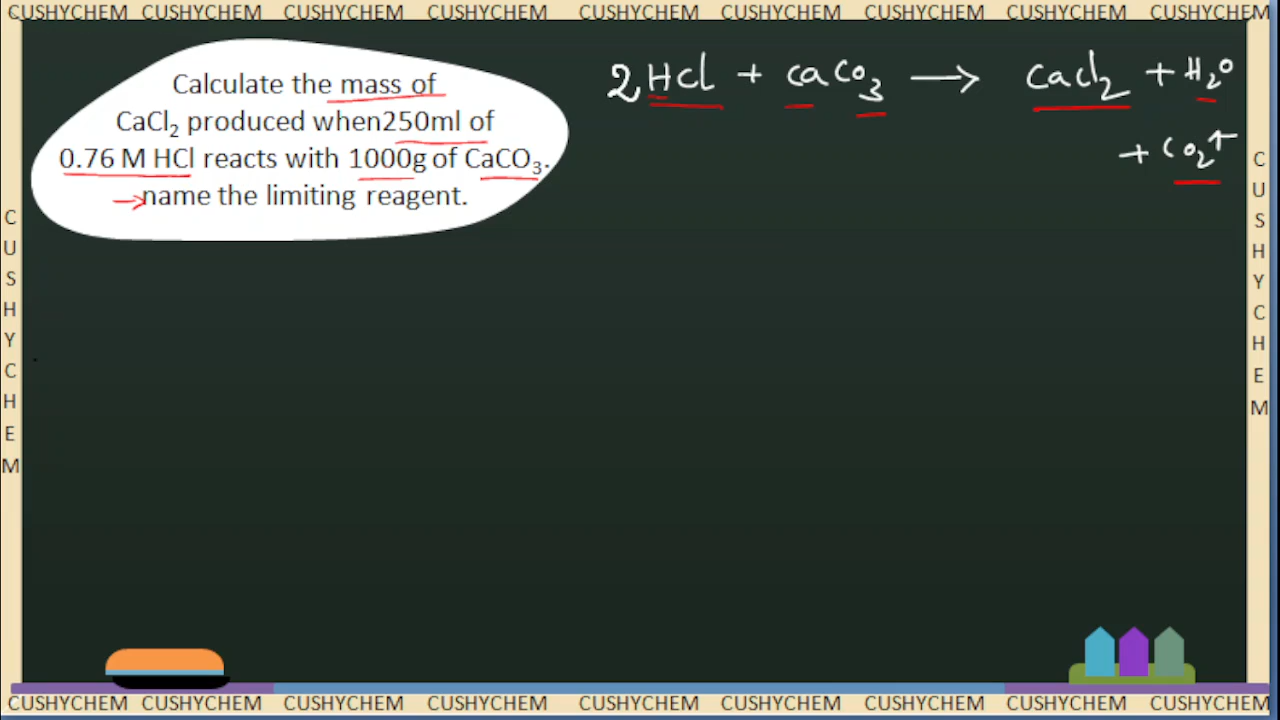 CUSHYCHEM CUSHYCHEM CUSHYCHEM CUSHYCHEM CUSHYCHEM CUSHYCHEM CUSHYCHEM CUSHYCHEM CUSHYCHEM
Calculate the mass of
CaCl₂ produced when250ml of
0.76 M HCl reacts with 1000g of CaCO₃.
→name the limiting reagent.
2HCl + CaCO₃ → CaCl₂ + H₂O
+ CO₂↑
C
U
S
H
Y
C
H
E
M
C
U
S
H
Y
C
H
E
M
CUSHYCHEM CUSHYCHEM CUSHYCHEM CUSHYCHEM CUSHYCHEM CUSHYCHEM CUSHYCHEM CUSHYCHEM CUSHYCHEM